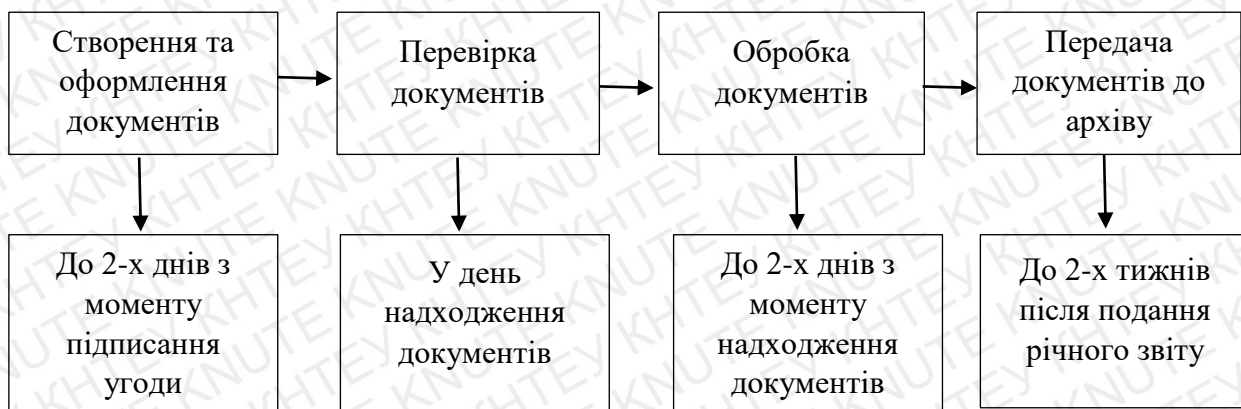 Створення та
оформлення
документів
Перевірка
документів
Обробка
документів
Передача
документів до
архіву
До 2-х днів з
моменту
підписання
угоди
У день
надходження
документів
До 2-х днів з
моменту
надходження
документів
До 2-х тижнів
після подання
річного звіту